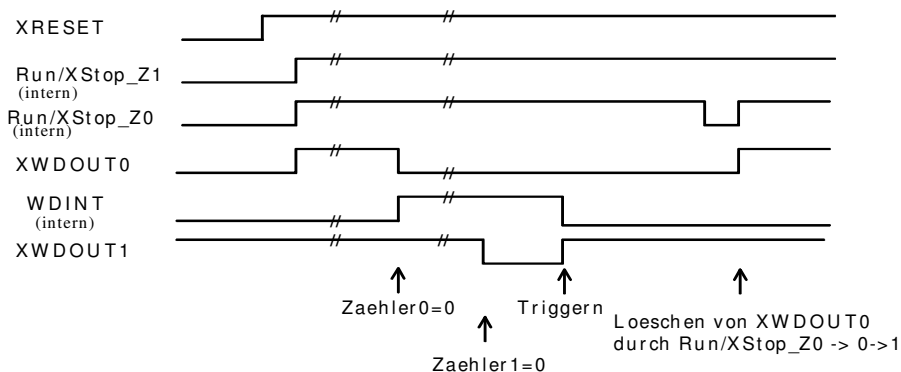 XRESET
Run/XStop_Z1
(intern)
Run/XStop_Z0
(intern)
XWDOUT0
WDINT
(intern)
XWDOUT1
Zaehler0=0
Triggern
Loeschen von XWDOUT0
durch Run/XStop_Z0 -> 0->1
Zaehler1=0